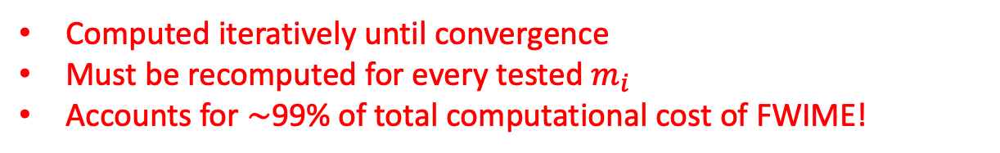 • Computed iteratively until convergence
• Must be recomputed for every tested mᵢ
• Accounts for ~99% of total computational cost of FWIME!